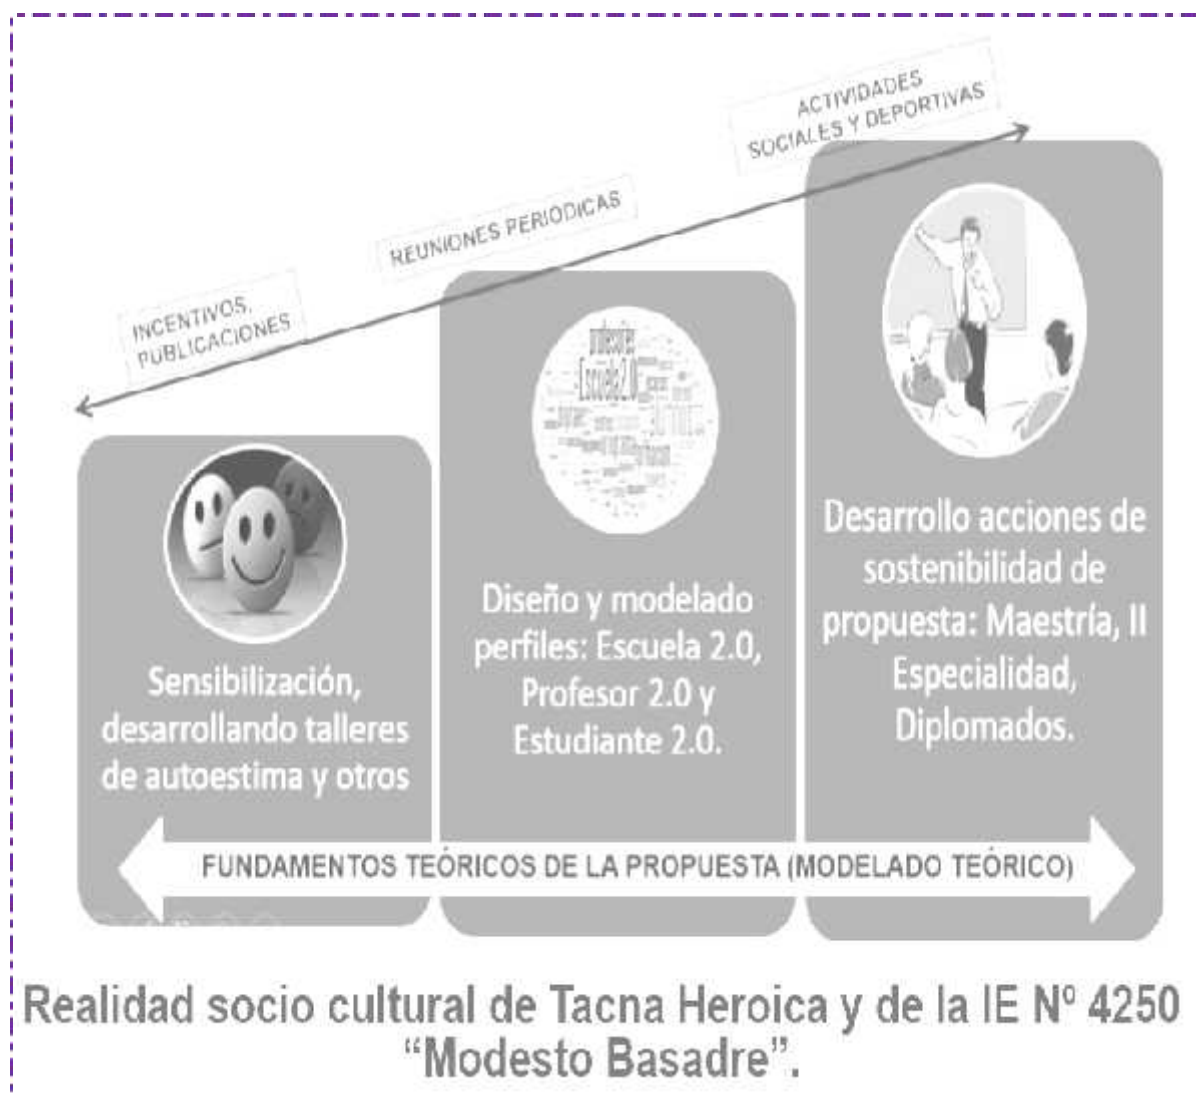 ACTIVIDADES
SOCIALES Y DEPORTIVAS
REUNIONES PERIODICAS
INCENTIVOS,
PUBLICACIONES
profesores
Escuela2.0
Sensibilización,
desarrollando talleres
de autoestima y otros
Diseño y modelado
perfiles: Escuela 2.0,
Profesor 2.0 y
Estudiante 2.0.
Desarrollo acciones de
sostenibilidad de
propuesta: Maestría, II
Especialidad,
Diplomados.
FUNDAMENTOS TEÓRICOS DE LA PROPUESTA (MODELADO TEÓRICO)
Realidad socio cultural de Tacna Heroica y de la IE Nº 4250
“Modesto Basadre”.